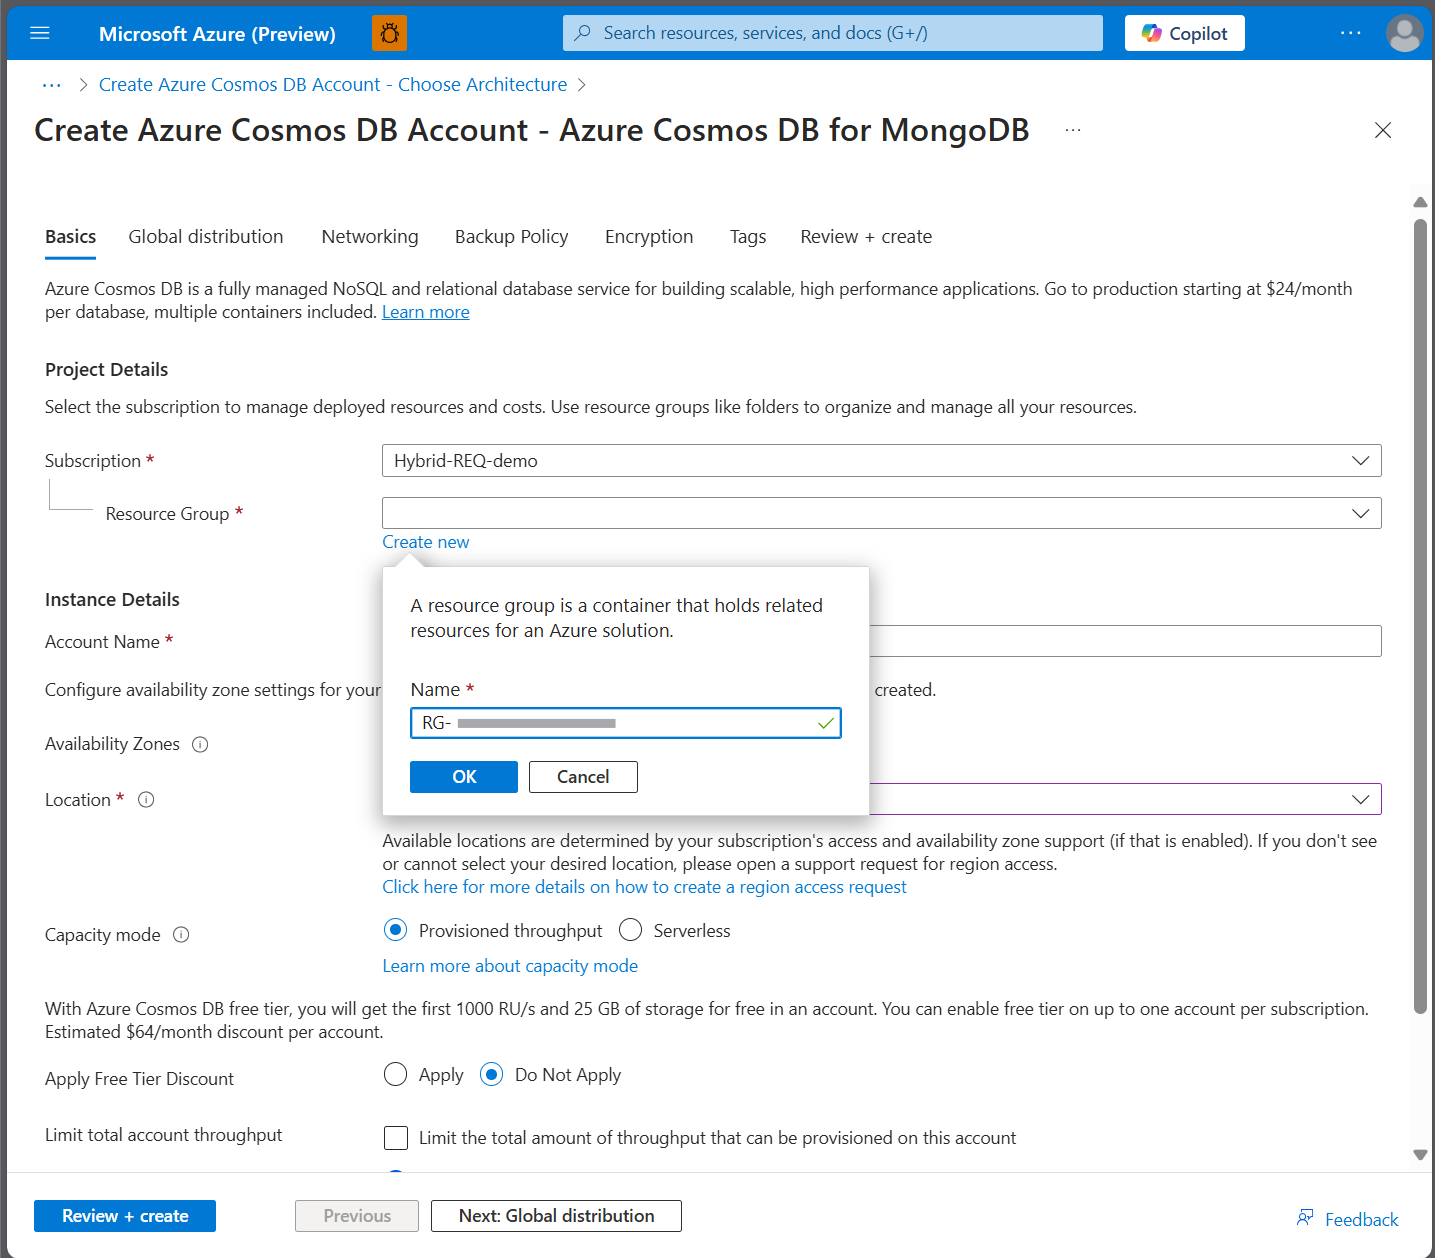 Microsoft Azure (Preview)
Search resources, services, and docs (G+/)
Copilot
Create Azure Cosmos DB Account - Choose Architecture
Create Azure Cosmos DB Account - Azure Cosmos DB for MongoDB
Basics
Global distribution
Networking
Backup Policy
Encryption
Tags
Review + create
Azure Cosmos DB is a fully managed NoSQL and relational database service for building scalable, high performance applications. Go to production starting at $24/month
per database, multiple containers included. Learn more
Project Details
Select the subscription to manage deployed resources and costs. Use resource groups like folders to organize and manage all your resources.
Subscription *
Hybrid-REQ-demo
Resource Group *
Create new
A resource group is a container that holds related
resources for an Azure solution.
Name *
RG-
OK
Cancel
Instance Details
Account Name *
Configure availability zone settings for your
created.
Availability Zones
Location *
Available locations are determined by your subscription's access and availability zone support (if that is enabled). If you don't see
or cannot select your desired location, please open a support request for region access.
Click here for more details on how to create a region access request
Capacity mode
Provisioned throughput
Serverless
Learn more about capacity mode
With Azure Cosmos DB free tier, you will get the first 1000 RU/s and 25 GB of storage for free in an account. You can enable free tier on up to one account per subscription.
Estimated $64/month discount per account.
Apply Free Tier Discount
Apply
Do Not Apply
Limit total account throughput
Limit the total amount of throughput that can be provisioned on this account
Review + create
Previous
Next: Global distribution
Feedback